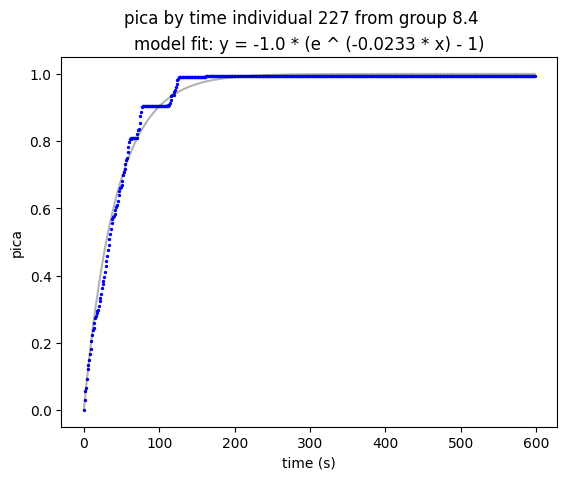 pica by time individual 227 from group 8.4
model fit: y = -1.0 * (e ^ (-0.0233 * x) - 1)
1.0
0.8
0.6
0.4
0.2
0.0
pica
0 100 200 300 400 500 600
time (s)